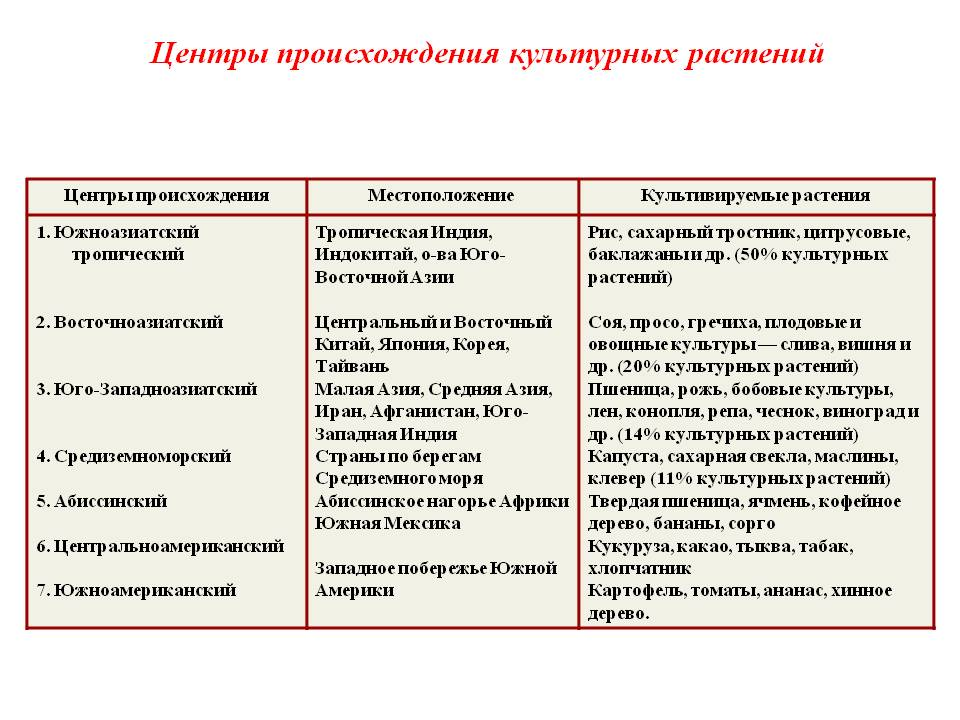 Центры происхождения культурных растений
Центры происхождения
Местоположение
Культивируемые растения
1. Южноазиатский
тропический
Тропическая Индия,
Индокитай, о-ва Юго-
Восточной Азии
Рис, сахарный тростник, цитрусовые,
баклажаны и др. (50% культурных
растений)
2. Восточноазиатский
Центральный и Восточный
Китай, Япония, Корея,
Тайвань
Соя, просо, гречиха, плодовые и
овощные культуры — слива, вишня и
др. (20% культурных растений)
3. Юго-Западноазиатский
Малая Азия, Средняя Азия,
Иран, Афганистан, Юго-
Западная Индия
Пшеница, рожь, бобовые культуры,
лен, конопля, репа, чеснок, виноград и
др. (14% культурных растений)
4. Средиземноморский
Страны по берегам
Средиземного моря
Капуста, сахарная свекла, маслины,
клевер (11% культурных растений)
5. Абиссинский
Абиссинское нагорье Африки
Твердая пшеница, ячмень, кофейное
дерево, бананы, сорго
6. Центральноамериканский
Южная Мексика
Кукуруза, какао, тыква, табак,
хлопчатник
7. Южноамериканский
Западное побережье Южной
Америки
Картофель, томаты, ананас, хинное
дерево.